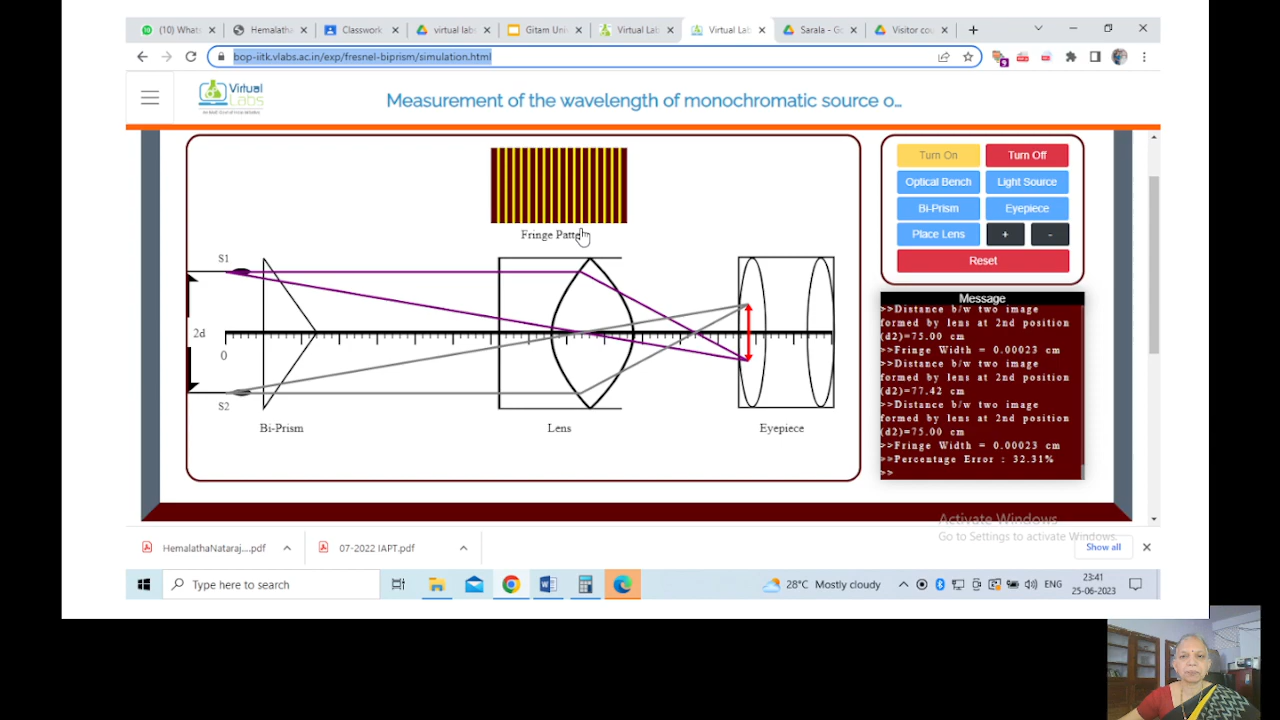 (10) Whats
Hemalath
Classwork
virtual labs
Gitam Univ
Virtual Lab
Virtual Lab
Sarala - Go
Visitor cou
bop-iitk.vlabs.ac.in/exp/fresnel-biprism/simulation.html
Virtual
Labs
Measurement of the wavelength of monochromatic source o...
Fringe Patte
S1
2d
0
S2
Bi-Prism
Lens
Eyepiece
Turn On
Turn Off
Optical Bench
Light Source
Bi-Prism
Eyepiece
Place Lens
+
-
Reset
Message
>>Distance b/w two image
formed by lens at 2nd position
(d2)=75.00 cm
>>Fringe Width = 0.00023 cm
>>Distance b/w two image
formed by lens at 2nd position
(d2)=77.42 cm
>>Distance b/w two image
formed by lens at 2nd position
(d2)=75.00 cm
>>Fringe Width = 0.00023 cm
>>Percentage Error : 32.31%
>>
Activate Windows
Go to Settings to activate Windows.
HemalathaNataraj....pdf
07-2022 IAPT.pdf
Show all
Type here to search
28°C Mostly cloudy
ENG
23:41
25-06-2023